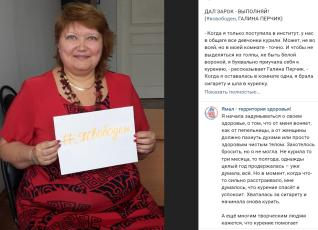 #Ясвободен
ДАЛ ЗАРОК - ВЫПОЛНЯЙ!
(#ясвободен, ГАЛИНА ПЕРЧИК)
- Когда я только поступила в институт, у нас
в общаге все девчонки курили. Может, не во
всей, но в моей комнате - точно. И чтобы не
выделяться из толпы, не быть белой
вороной, я буквально приучала себя к
курению, - рассказывает Галина Перчик. -
Когда я оставалась в комнате одна, я брала
сигарету и шла в курилку.
Показать полностью...
Ямал - территория здоровья!
Я начала задумываться о своем
здоровье, о том, что от меня воняет,
как от пепельницы, а от женщины
должно пахнуть духами или просто
здоровым чистым телом. Захотелось
бросить, но я не могла. Не курила то
три месяца, то полгода, однажды
целый год продержалась – уже
думала, всё. Но в момент, когда что-
то сильно расстраивало, мне
думалось, что курение спасёт и
успокоит. Хваталась за сигарету и
начинала снова курить.
А ещё многим творческим людям
кажется, что курение помогает